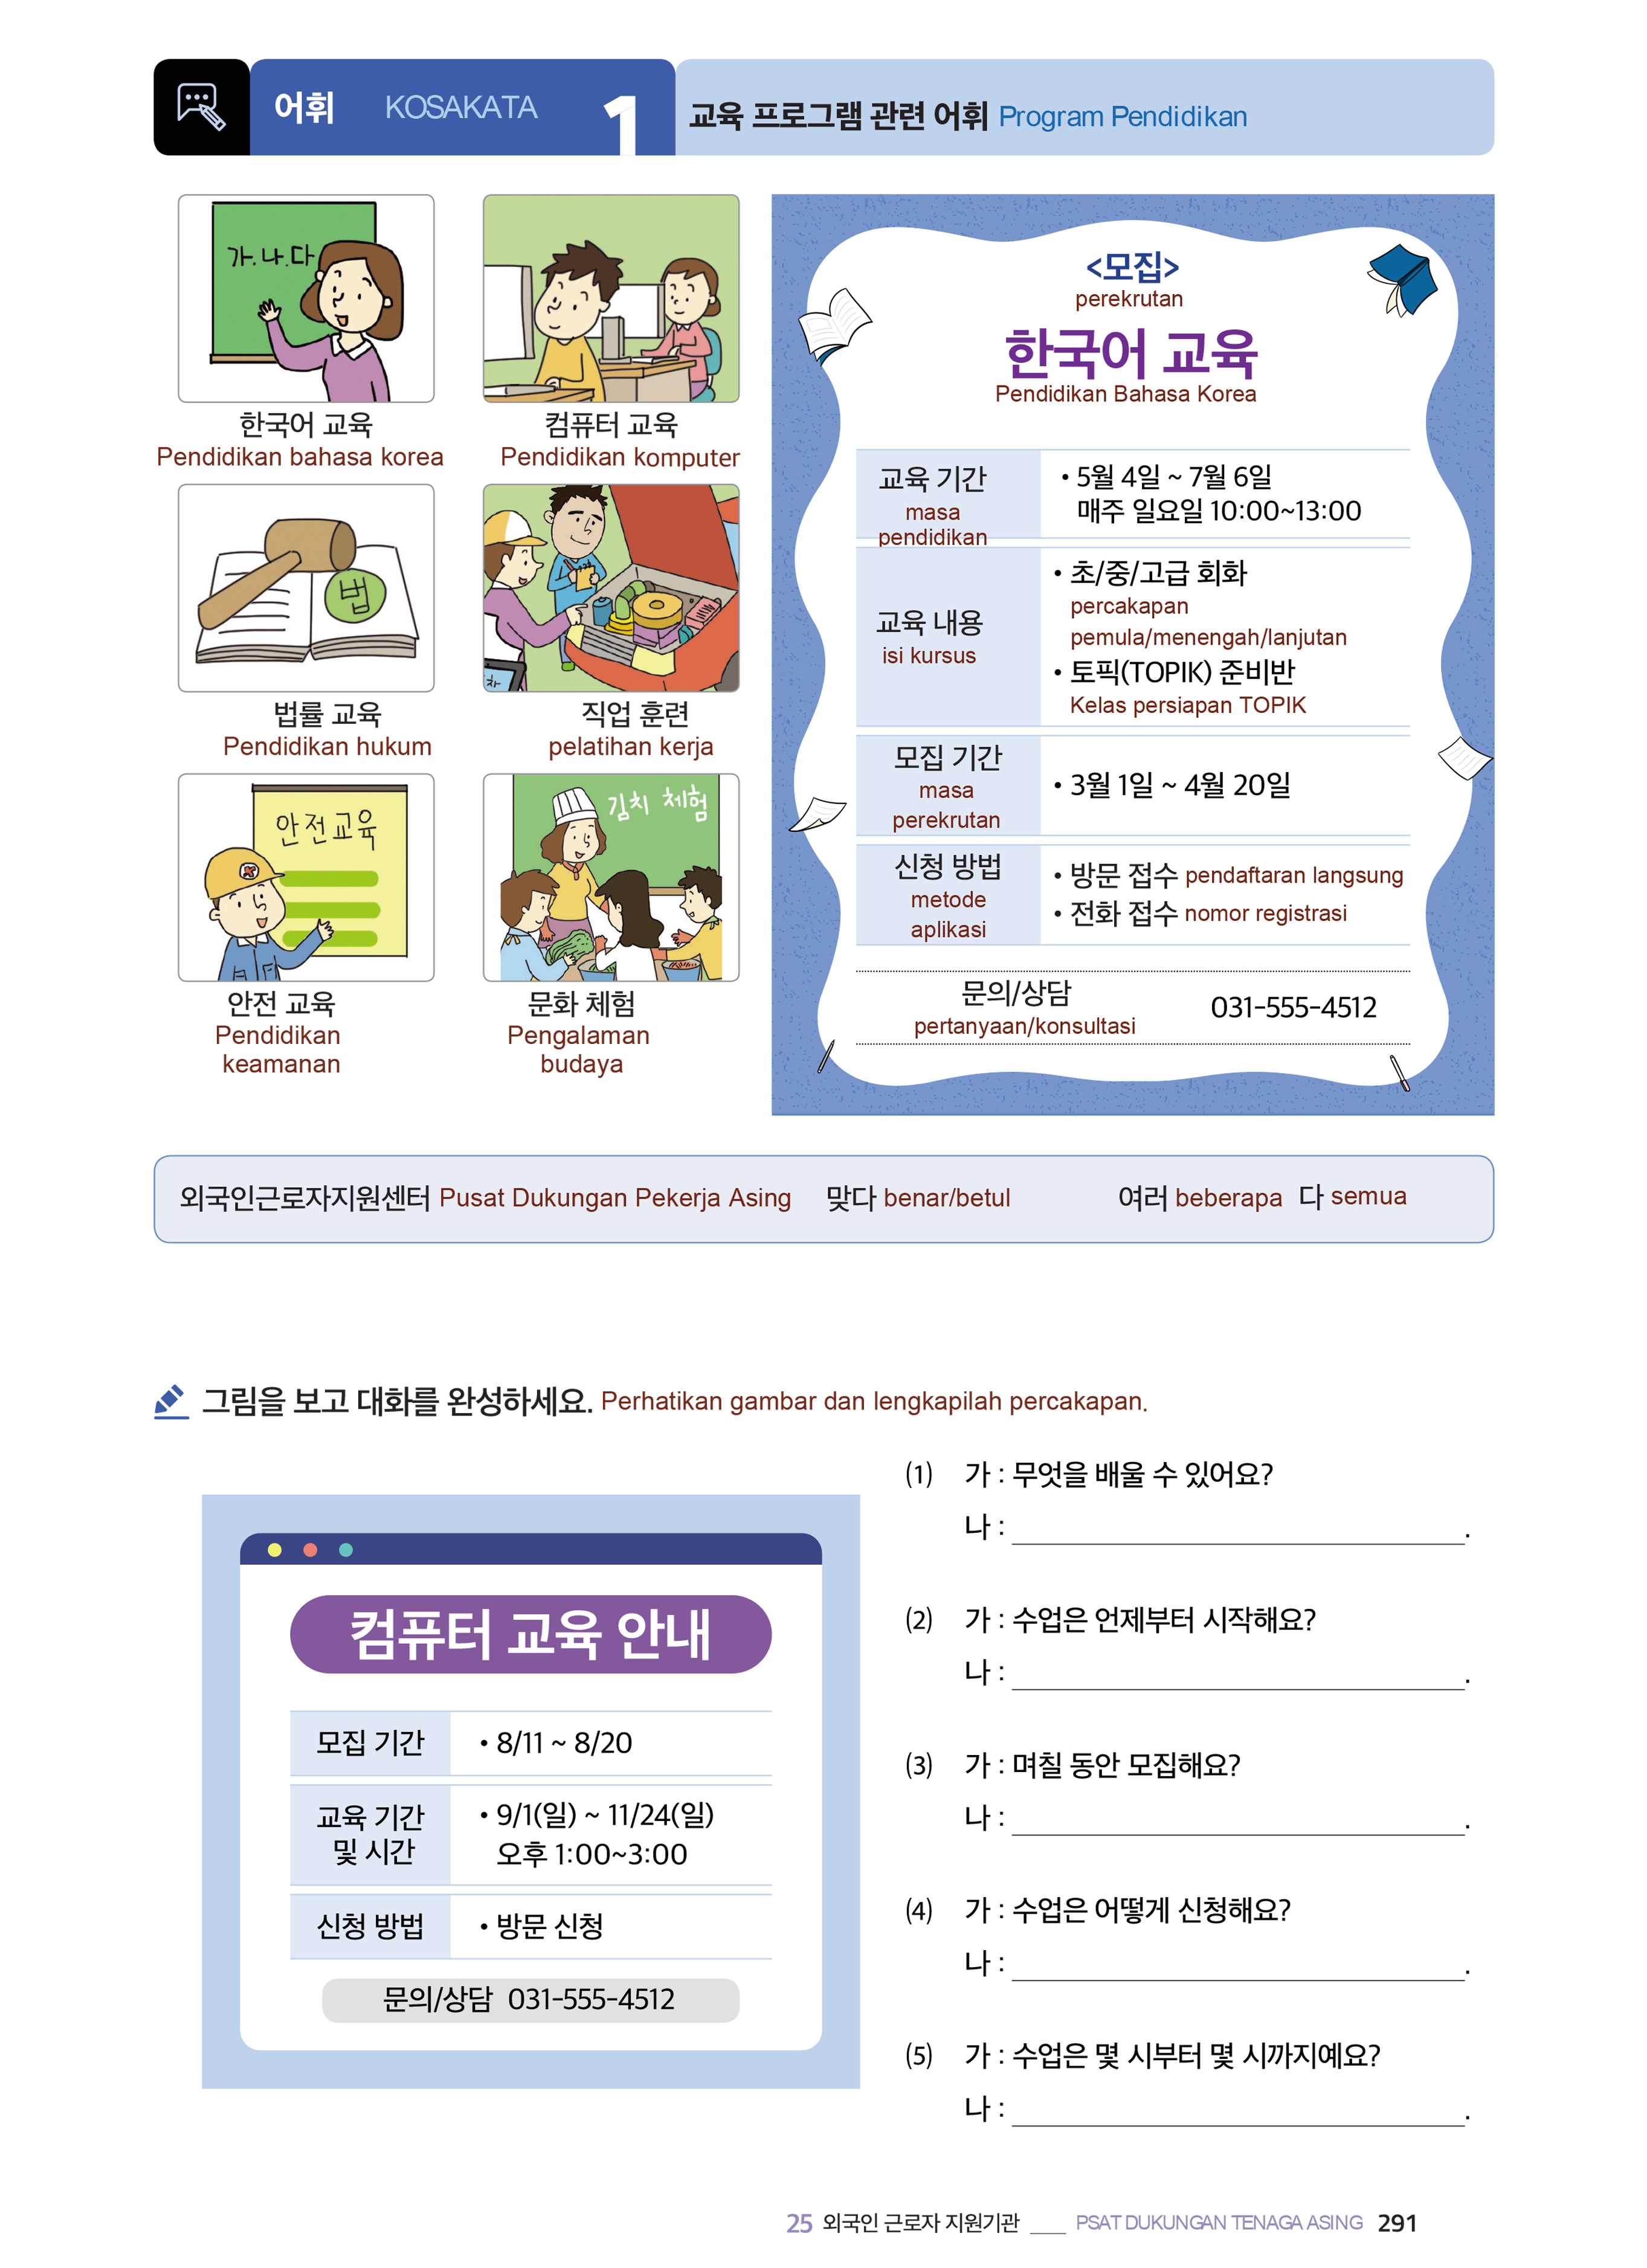 어휘 KOSAKATA 1 교육 프로그램 관련 어휘 Program Pendidikan
가.나.다
한국어 교육
Pendidikan bahasa korea
컴퓨터 교육
Pendidikan komputer
법
법률 교육
Pendidikan hukum
직업 훈련
pelatihan kerja
안전교육
안전 교육
Pendidikan
keamanan
김치 체험
문화 체험
Pengalaman
budaya
<모집>
perekrutan
한국어 교육
Pendidikan Bahasa Korea
교육 기간
masa
pendidikan
• 5월 4일 ~ 7월 6일
매주 일요일 10:00~13:00
교육 내용
isi kursus
• 초/중/고급 회화
percakapan
pemula/menengah/lanjutan
• 토픽(TOPIK) 준비반
Kelas persiapan TOPIK
모집 기간
masa
perekrutan
• 3월 1일 ~ 4월 20일
신청 방법
metode
aplikasi
• 방문 접수 pendaftaran langsung
• 전화 접수 nomor registrasi
문의/상담
pertanyaan/konsultasi
031-555-4512
외국인근로자지원센터 Pusat Dukungan Pekerja Asing 맞다 benar/betul 여러 beberapa 다 semua
그림을 보고 대화를 완성하세요. Perhatikan gambar dan lengkapilah percakapan.
컴퓨터 교육 안내
모집 기간
• 8/11 ~ 8/20
교육 기간
및 시간
• 9/1(일) ~ 11/24(일)
오후 1:00~3:00
신청 방법
• 방문 신청
문의/상담 031-555-4512
(1) 가 : 무엇을 배울 수 있어요?
나 : ______________.
(2) 가 : 수업은 언제부터 시작해요?
나 : ______________.
(3) 가 : 며칠 동안 모집해요?
나 : ______________.
(4) 가 : 수업은 어떻게 신청해요?
나 : ______________.
(5) 가 : 수업은 몇 시부터 몇 시까지예요?
나 : ______________.
25 외국인 근로자 지원기관 ___ PSAT DUKUNGAN TENAGA ASING 291